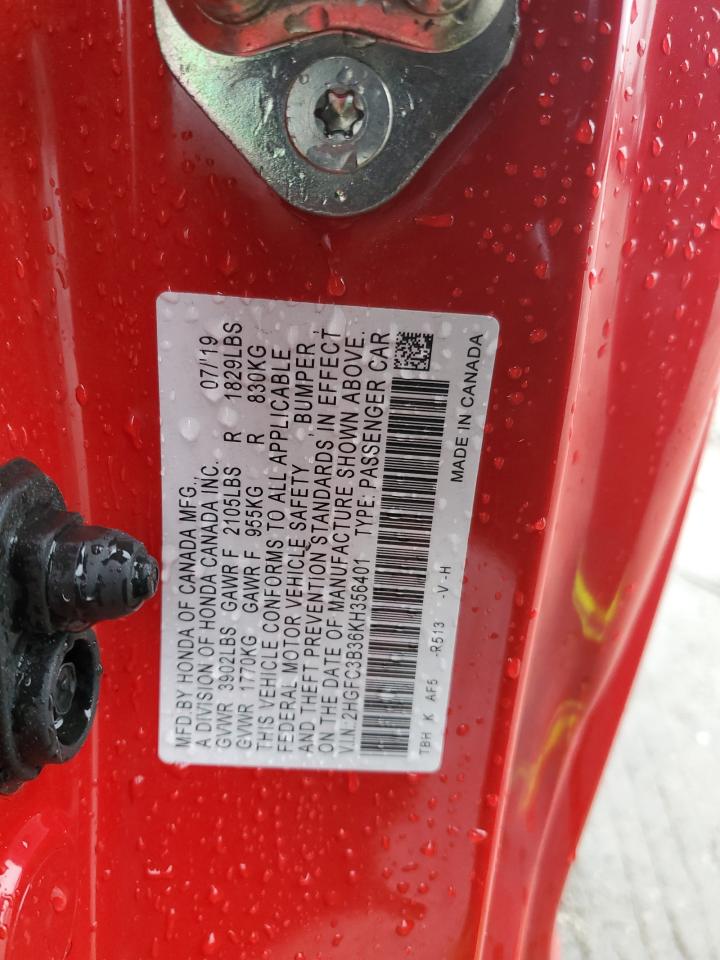 MFD.BY HONDA OF CANADA MFG., 07/'19
A DIVISION OF HONDA CANADA INC.
GVWR 3902LBS GAWR F 2105LBS R 1829LBS
GVWR 1770KG GAWR F 955KG R 830KG
THIS VEHICLE CONFORMS TO ALL APPLICABLE
FEDERAL MOTOR VEHICLE SAFETY , BUMPER ,
AND THEFT PREVENTION STANDARDS IN EFFECT
ON THE DATE OF MANUFACTURE SHOWN ABOVE.
V.I.N.:2HGFC3B36KH356401 TYPE: PASSENGER CAR
TBH K AF5 -R513 -V -H
MADE IN CANADA